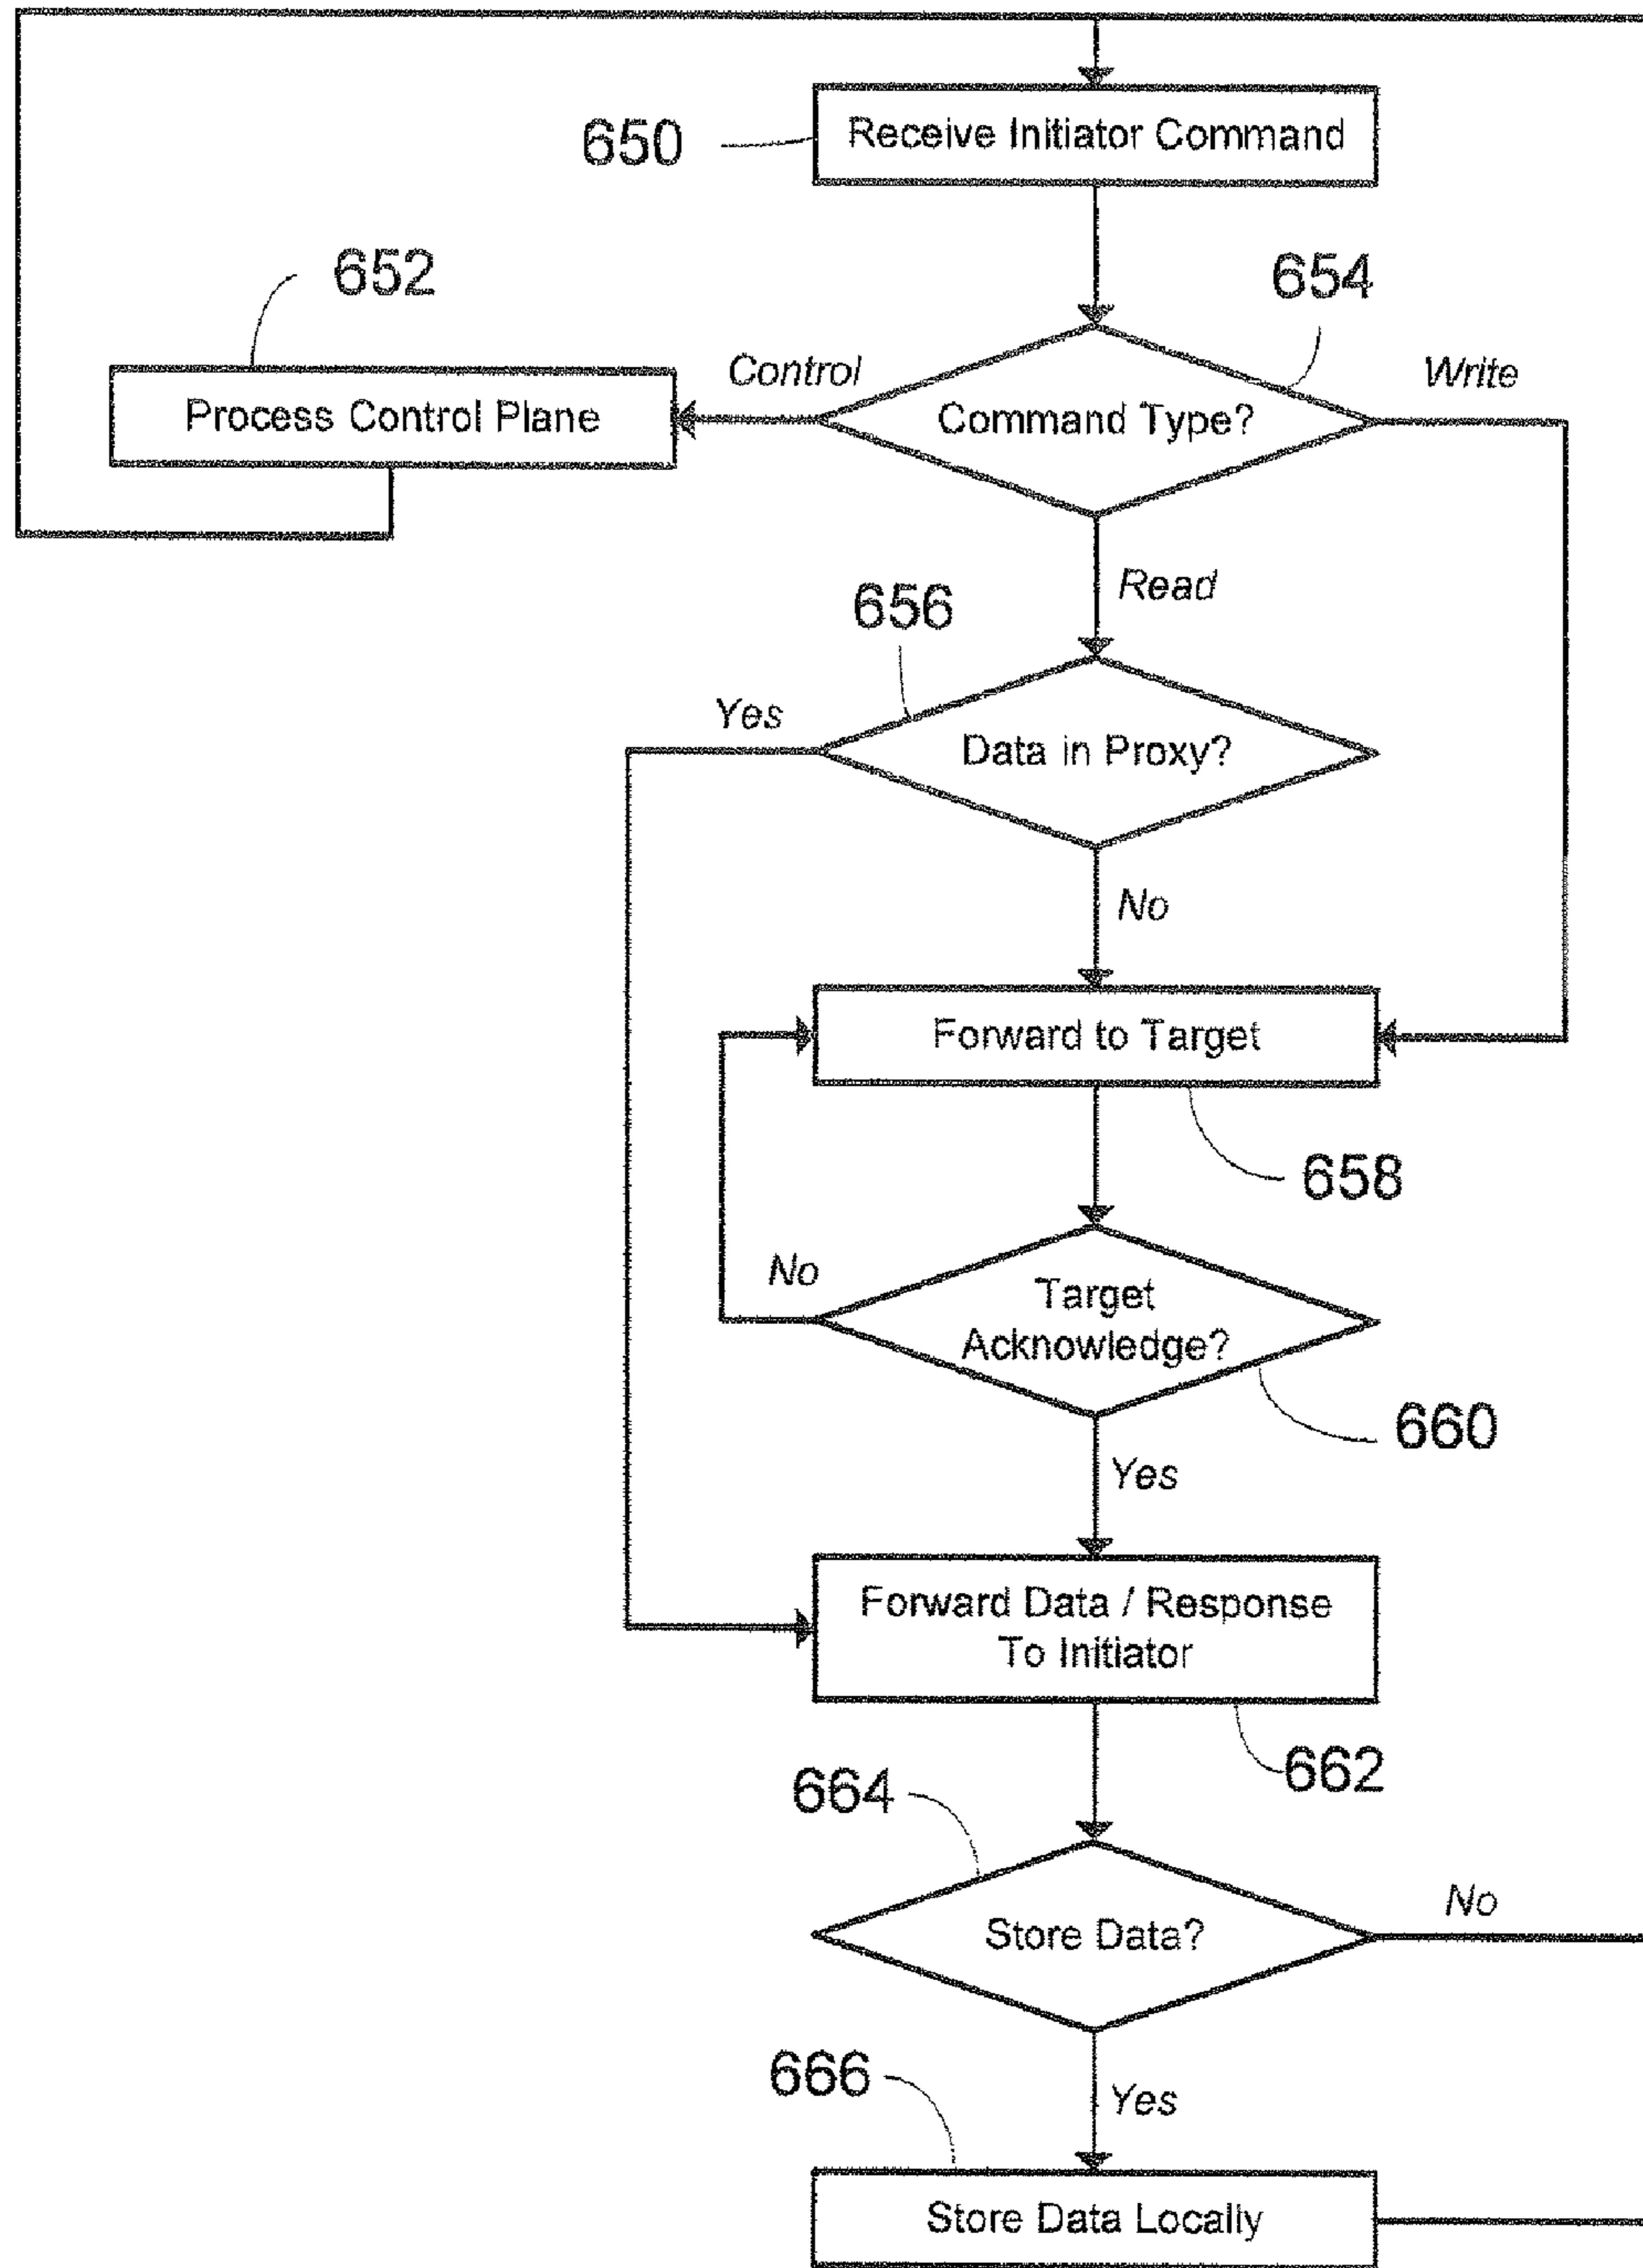 650
Receive Initiator Command
652
654
Control
Write
Process Control Plane
Command Type?
Read
656
Yes
Data in Proxy?
No
Forward to Target
658
No
Target
Acknowledge?
660
Yes
Forward Data / Response
To Initiator
662
664
No
Store Data?
666
Yes
Store Data Locally